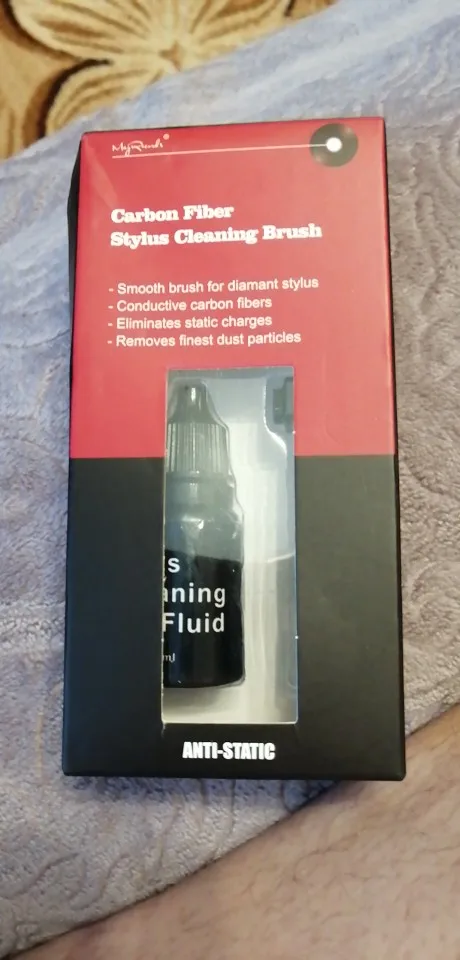 Carbon Fiber
Stylus Cleaning Brush
- Smooth brush for diamant stylus
- Conductive carbon fibers
- Eliminates static charges
- Removes finest dust particles
s
aning
Fluid
ml
ANTI-STATIC